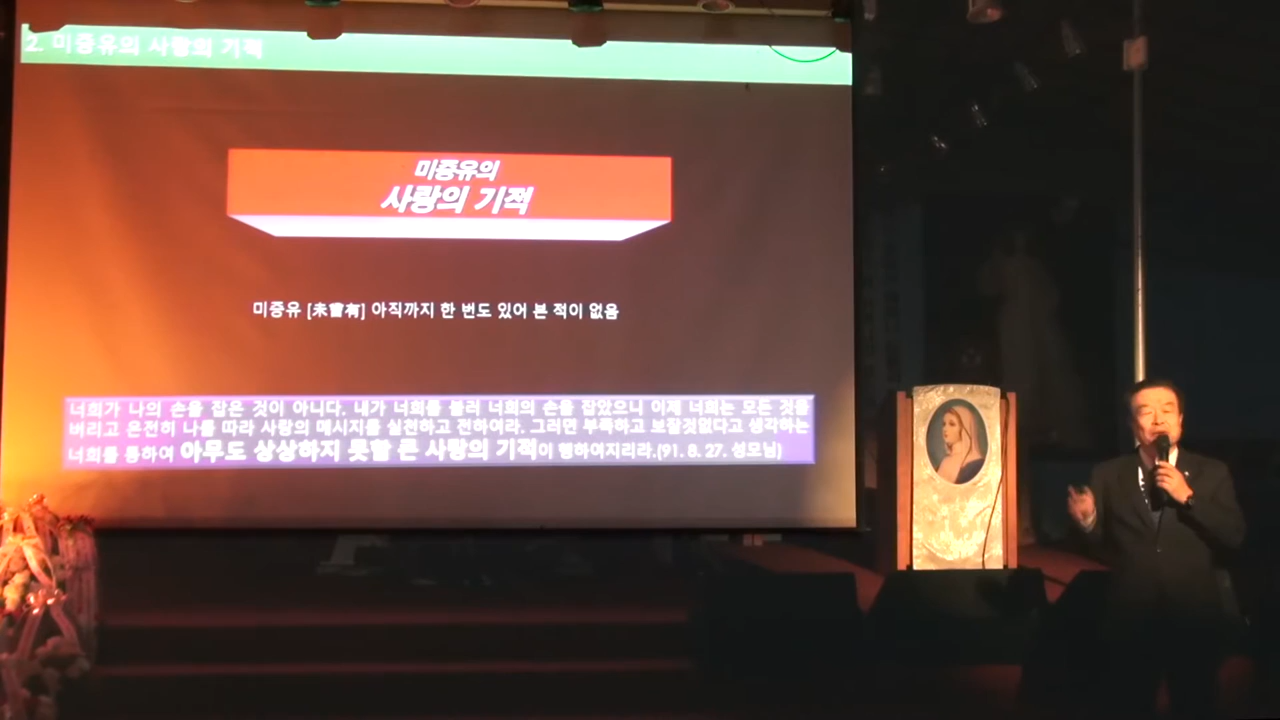 2. 미증유의 사랑의 기적
미증유의
사랑의 기적
미증유 [未曾有] 아직까지 한 번도 있어 본 적이 없음
너희가 나의 손을 잡은 것이 아니다. 내가 너희를 불러 너희의 손을 잡았으니 이제 너희는 모든 것을
버리고 온전히 나를 따라 사랑의 메시지를 실천하고 전하여라. 그러면 부족하고 보잘것없다고 생각하는
너희를 통하여 아무도 상상하지 못할 큰 사랑의 기적이 행하여지리라.(91. 8. 27. 성모님)